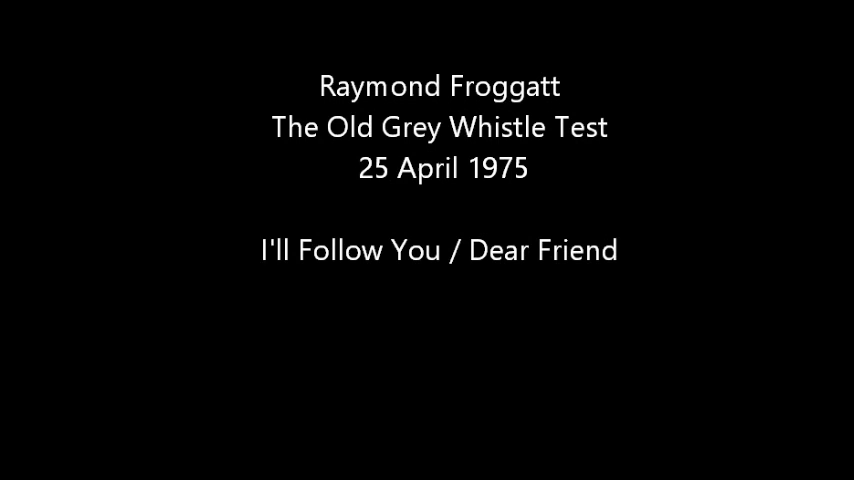 Raymond Froggatt
The Old Grey Whistle Test
25 April 1975
I'll Follow You / Dear Friend